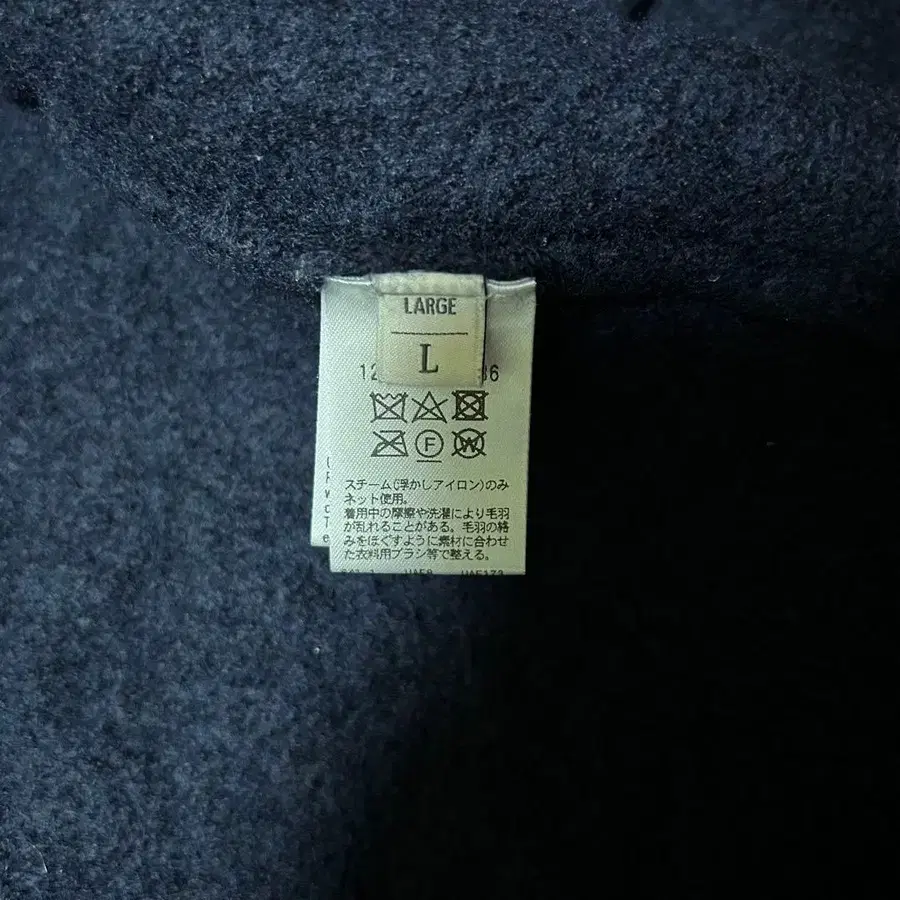 LARGE
L
12
36
F
W
スチーム(浮かしアイロン)のみ
ネット使用。
着用中の摩擦や洗濯により毛羽
が乱れることがある。毛羽の絡
みをほぐすように素材に合わせ
た衣料用ブラシ等で整える。